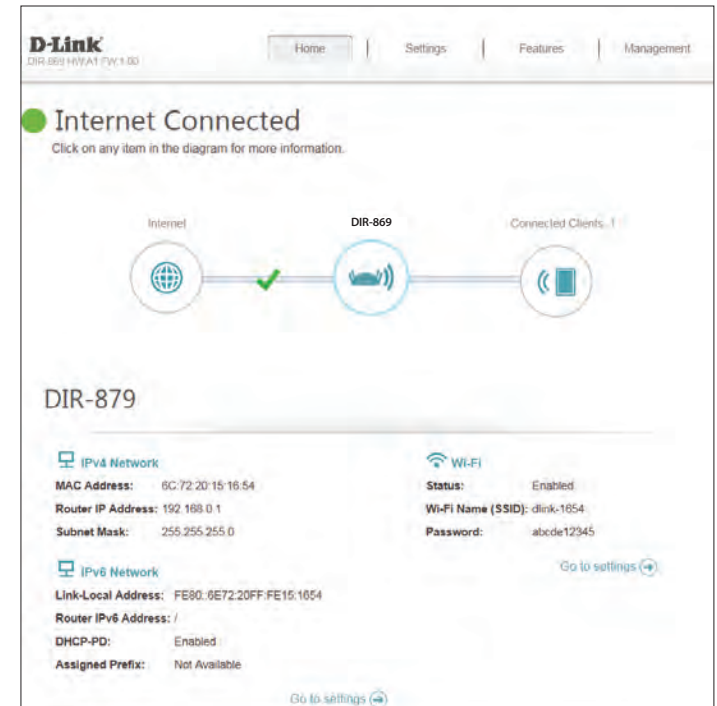 D-Link
DIR-869 HW:A1 FW:1.00
Home | Settings | Features | Management
Internet Connected
Click on any item in the diagram for more information.
Internet DIR-869 Connected Clients: 1
DIR-879
IPv4 Network
MAC Address: 6C:72:20:15:16:54
Router IP Address: 192.168.0.1
Subnet Mask: 255.255.255.0
IPv6 Network
Link-Local Address: FE80::6E72:20FF:FE15:1654
Router IPv6 Address: /
DHCP-PD: Enabled
Assigned Prefix: Not Available
Go to settings
Wi-Fi
Status: Enabled
Wi-Fi Name (SSID): dlink-1654
Password: abcde12345
Go to settings